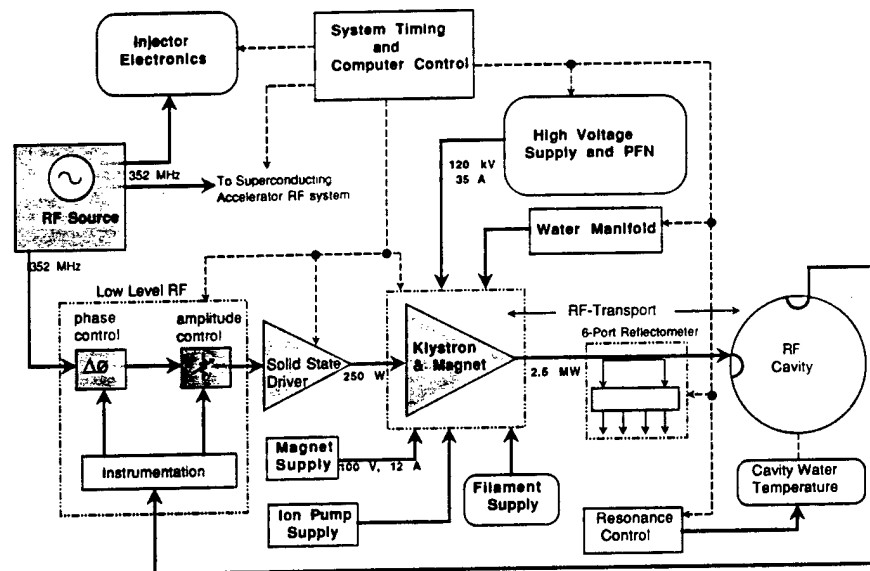 Injector
Electronics
System Timing
and
Computer Control
High Voltage
Supply and PFN
120 kV
35 A
352 MHz
To Superconducting
Accelerator RF system
RF Source
Water Manifold
352 MHz
Low Level RF
RF-Transport
6-Port Reflectometer
phase
control
amplitude
control
Δø
Solid State
Driver
250 W
Klystron
& Magnet
2.5 MW
RF
Cavity
Instrumentation
Magnet
Supply
100 V, 12 A
Filament
Supply
Ion Pump
Supply
Resonance
Control
Cavity Water
Temperature